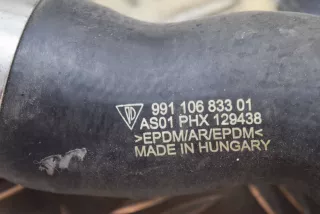 991 106 833 01
AS01 PHX 129438
>EPDM/AR/EPDM<
MADE IN HUNGARY